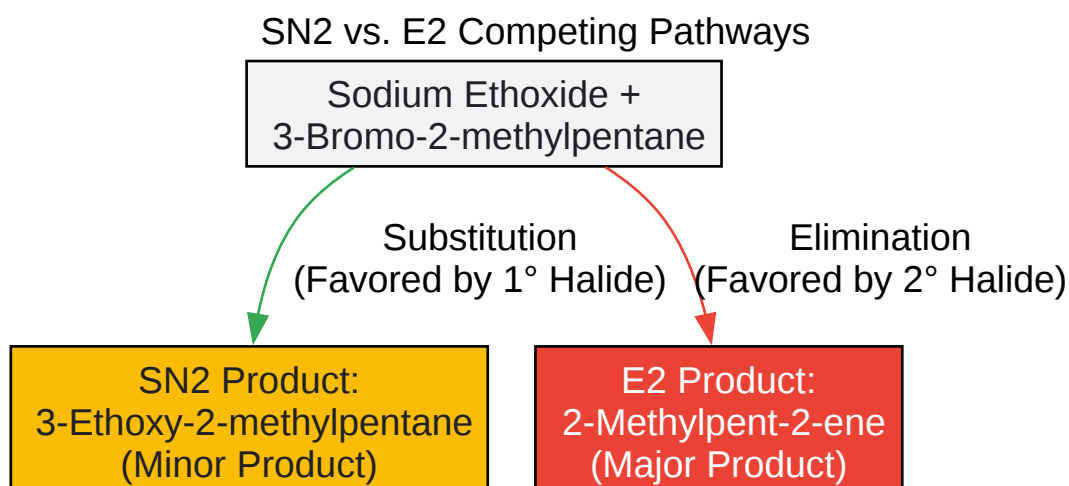 SN2 vs. E2 Competing Pathways
Sodium Ethoxide +
3-Bromo-2-methylpentane
Substitution
(Favored by 1° Halide)
Elimination
(Favored by 2° Halide)
SN2 Product:
3-Ethoxy-2-methylpentane
(Minor Product)
E2 Product:
2-Methylpent-2-ene
(Major Product)